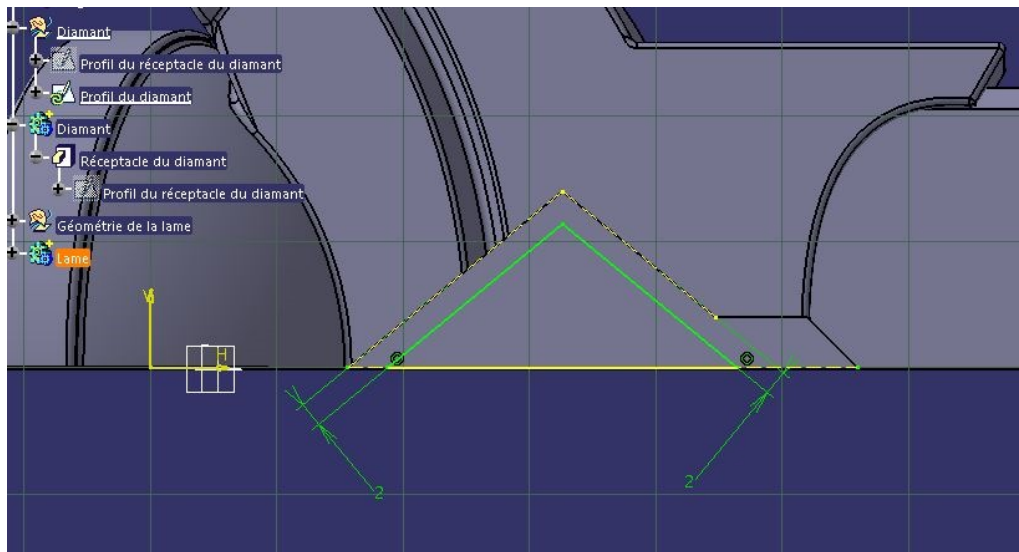 Diamant
Profil du réceptacle du diamant
Profil du diamant
Diamant
Réceptacle du diamant
Profil du réceptacle du diamant
Géométrie de la lame
Lame
V
H
2
2